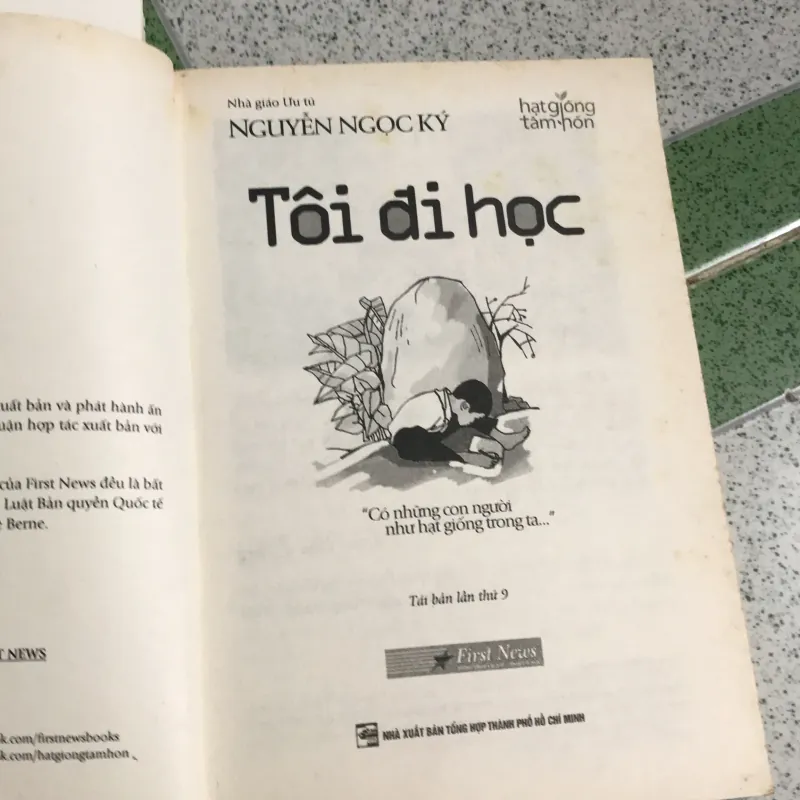 uất bản và phát hành ấn
uận hợp tác xuất bản với
của First News đều là bất
Luật Bản quyền Quốc tế
Berne.
T NEWS
k.com/firstnewsbooks
k.com/hatgiongtamhon
Nhà giáo Ưu tú
NGUYỄN NGỌC KÝ
hạt giống
tâm hồn
Tôi đi học
"Có những con người
như hạt giống trong ta..."
Tái bản lần thứ 9
First News
NHÀ XUẤT BẢN TỔNG HỢP THÀNH PHỐ HỒ CHÍ MINH